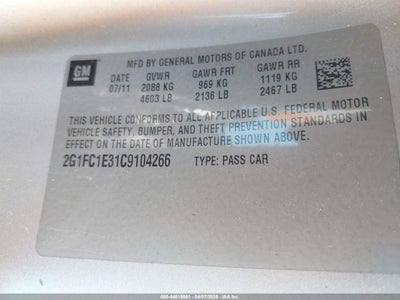 GM
MFD BY GENERAL MOTORS OF CANADA LTD.
DATE GVWR GAWR FRT GAWR RR
07/11 2088 KG 969 KG 1119 KG
4603 LB 2136 LB 2467 LB
THIS VEHICLE CONFORMS TO ALL APPLICABLE U.S. FEDERAL MOTOR
VEHICLE SAFETY, BUMPER, AND THEFT PREVENTION STANDARDS IN
EFFECT ON THE DATE OF MANUFACTURE SHOWN ABOVE.
2G1FC1E31C9104266 TYPE: PASS CAR